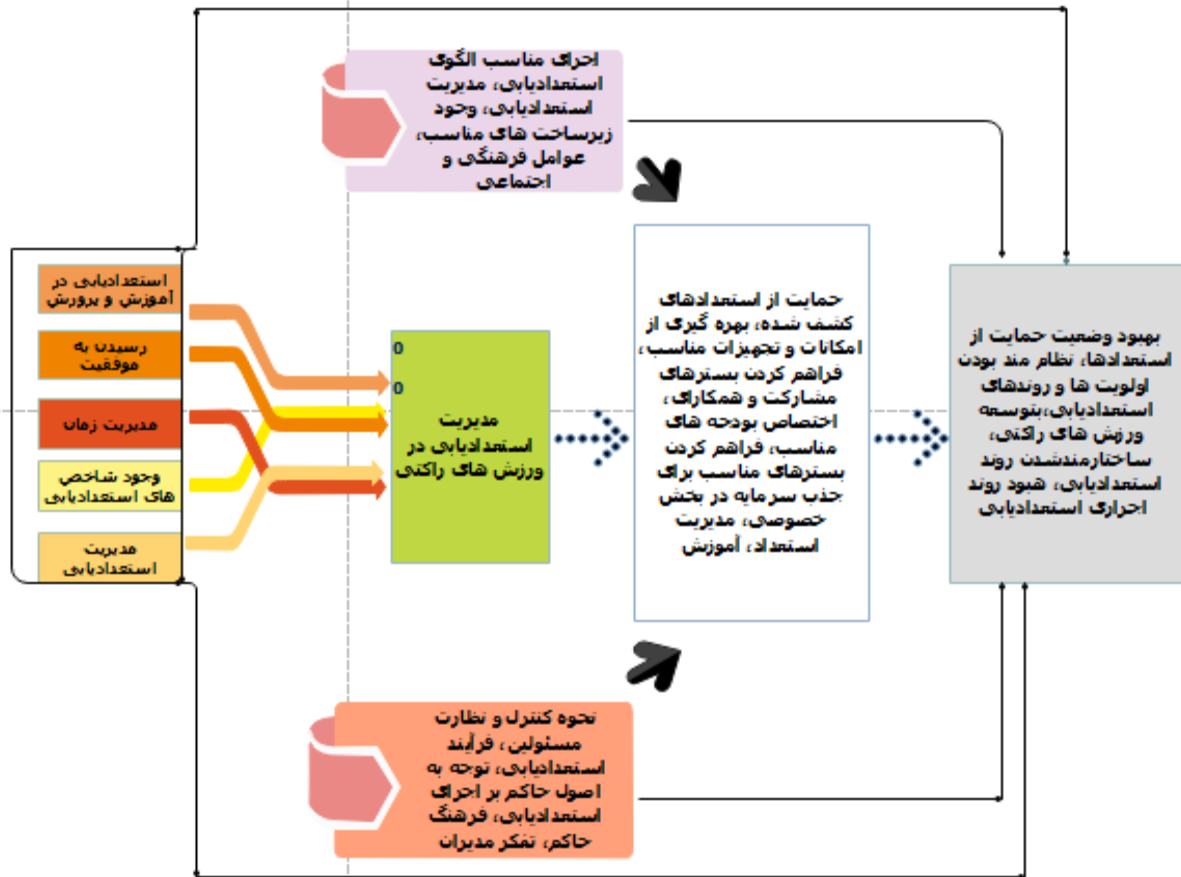 اجرای مناسب الگوی
استعدادیابی، مدیریت
استعدادیابی، وجود
زیرساخت های مناسب،
عوامل فرهنگی و
اجتماعی
استعدادیابی در
آموزش و پرورش
رسیدن به
موفقیت
مدیریت زمان
وجود شاخص
های استعدادیابی
مدیریت
استعدادیابی
0
0
مدیریت
استعدادیابی در
ورزش های راکتی
حمایت از استعدادهای
کشف شده، بهره گیری از
امکانات و تجهیزات مناسب،
فراهم کردن بسترهای
مشارکت و همکارای،
اختصاص بودجه های
مناسب، فراهم کردن
بسترهای مناسب برای
جذب سرمایه در بخش
خصوصی، مدیریت
استعداد، آموزش
بهبود وضعیت حمایت از
استعدادها، نظام مند بودن
اولویت ها و روندهای
استعدادیابی،بتوسعه
ورزش های راکتی،
ساختارمندشدن روند
استعدادیابی، هبود روند
اجراری استعدادیابی
نحوه کنترل و نظارت
مسئولین، فرآیند
استعدادیابی، توجه به
اصول حاکم بر اجرای
استعدادیابی، فرهنگ
حاکم، تفکر مدیران